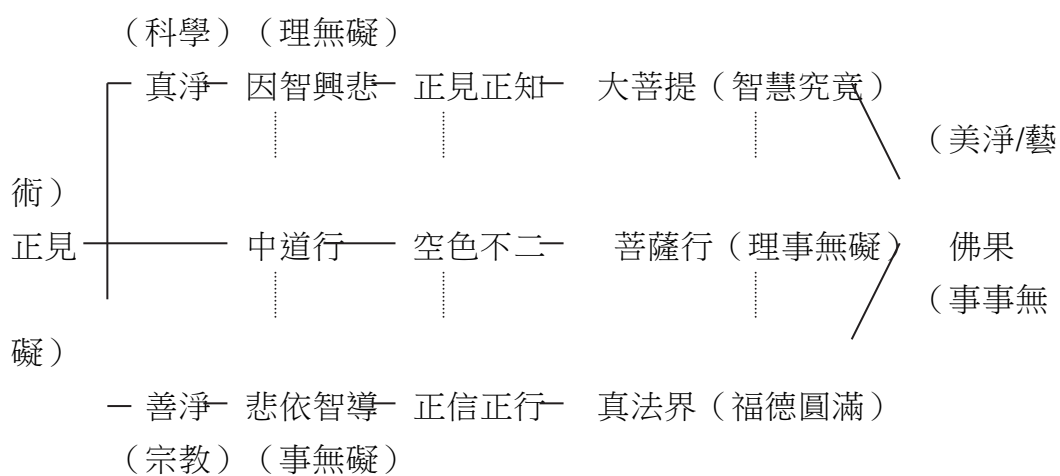 （科學）（理無礙）
真淨 因智興悲 正見正知 大菩提（智慧究竟）
（美淨/藝
術）
正見 中道行 空色不二 菩薩行（理事無礙） 佛果
（事事無
礙）
善淨 悲依智導 正信正行 真法界（福德圓滿）
（宗教）（事無礙）